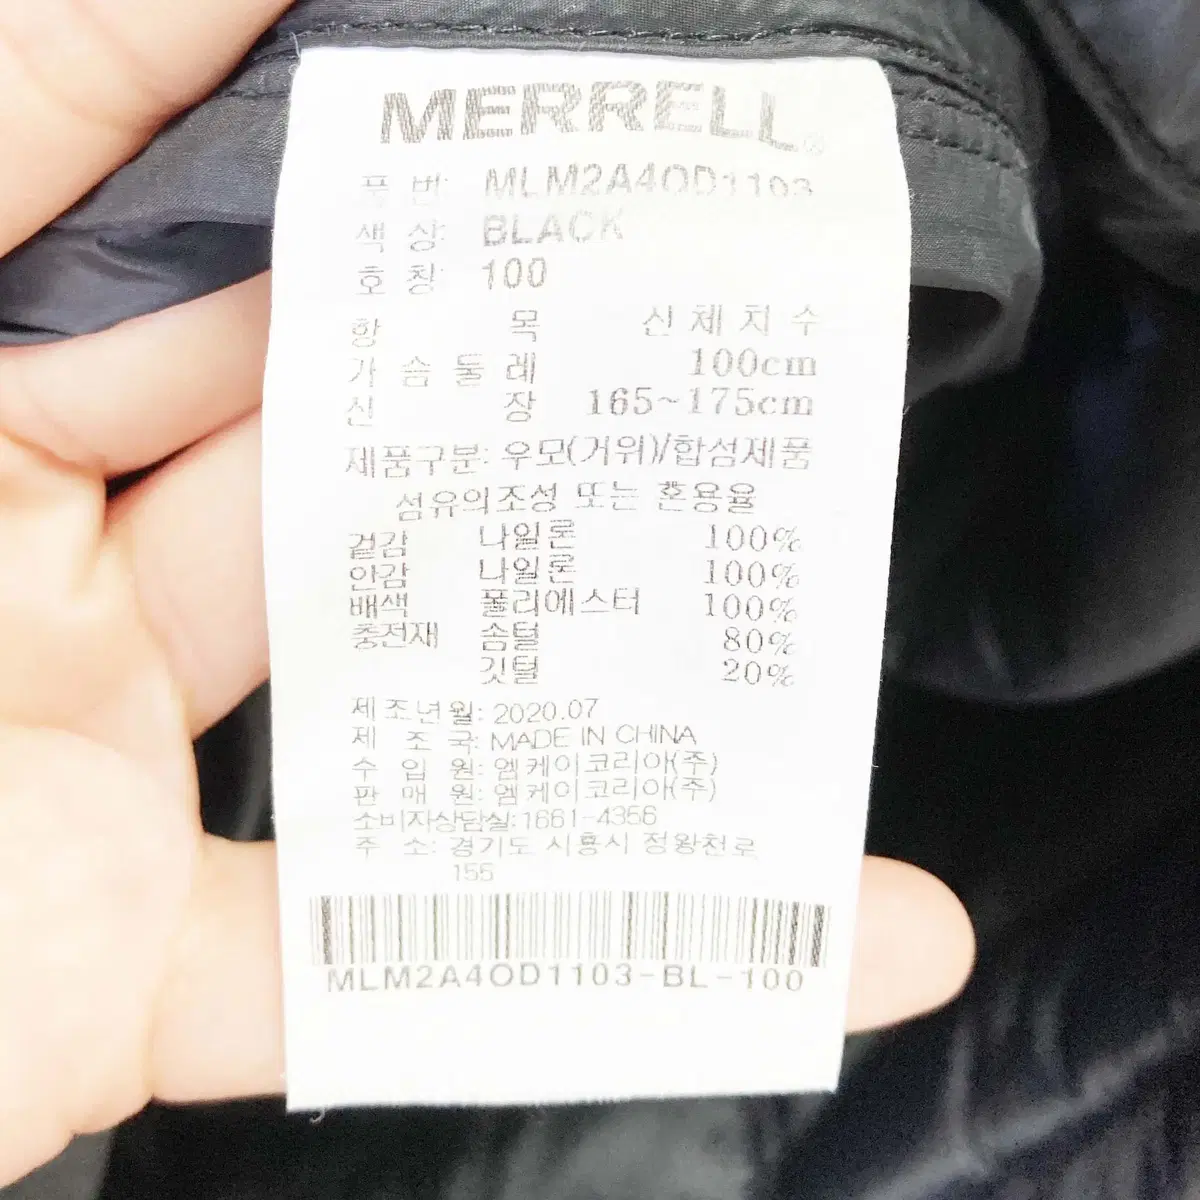 MERRELL®
품 번: MLM2A4OD1103
색 상: BLACK
호 칭: 100
항 목 신 체 치 수
가 슴 둘 레 100cm
신 장 165~175cm
제품구분: 우모(거위)/합성제품
섬유의조성 또는 혼용율
겉감 나일론 100%
안감 나일론 100%
배색 폴리에스터 100%
충전재 솜털 80%
깃털 20%
제조년월: 2020.07
제 조 국: MADE IN CHINA
수 입 원: 엠케이코리아(주)
판 매 원: 엠케이코리아(주)
소비자상담실:1661-4356
주 소: 경기도 시흥시 정왕천로
155
MLM2A4OD1103-BL-100